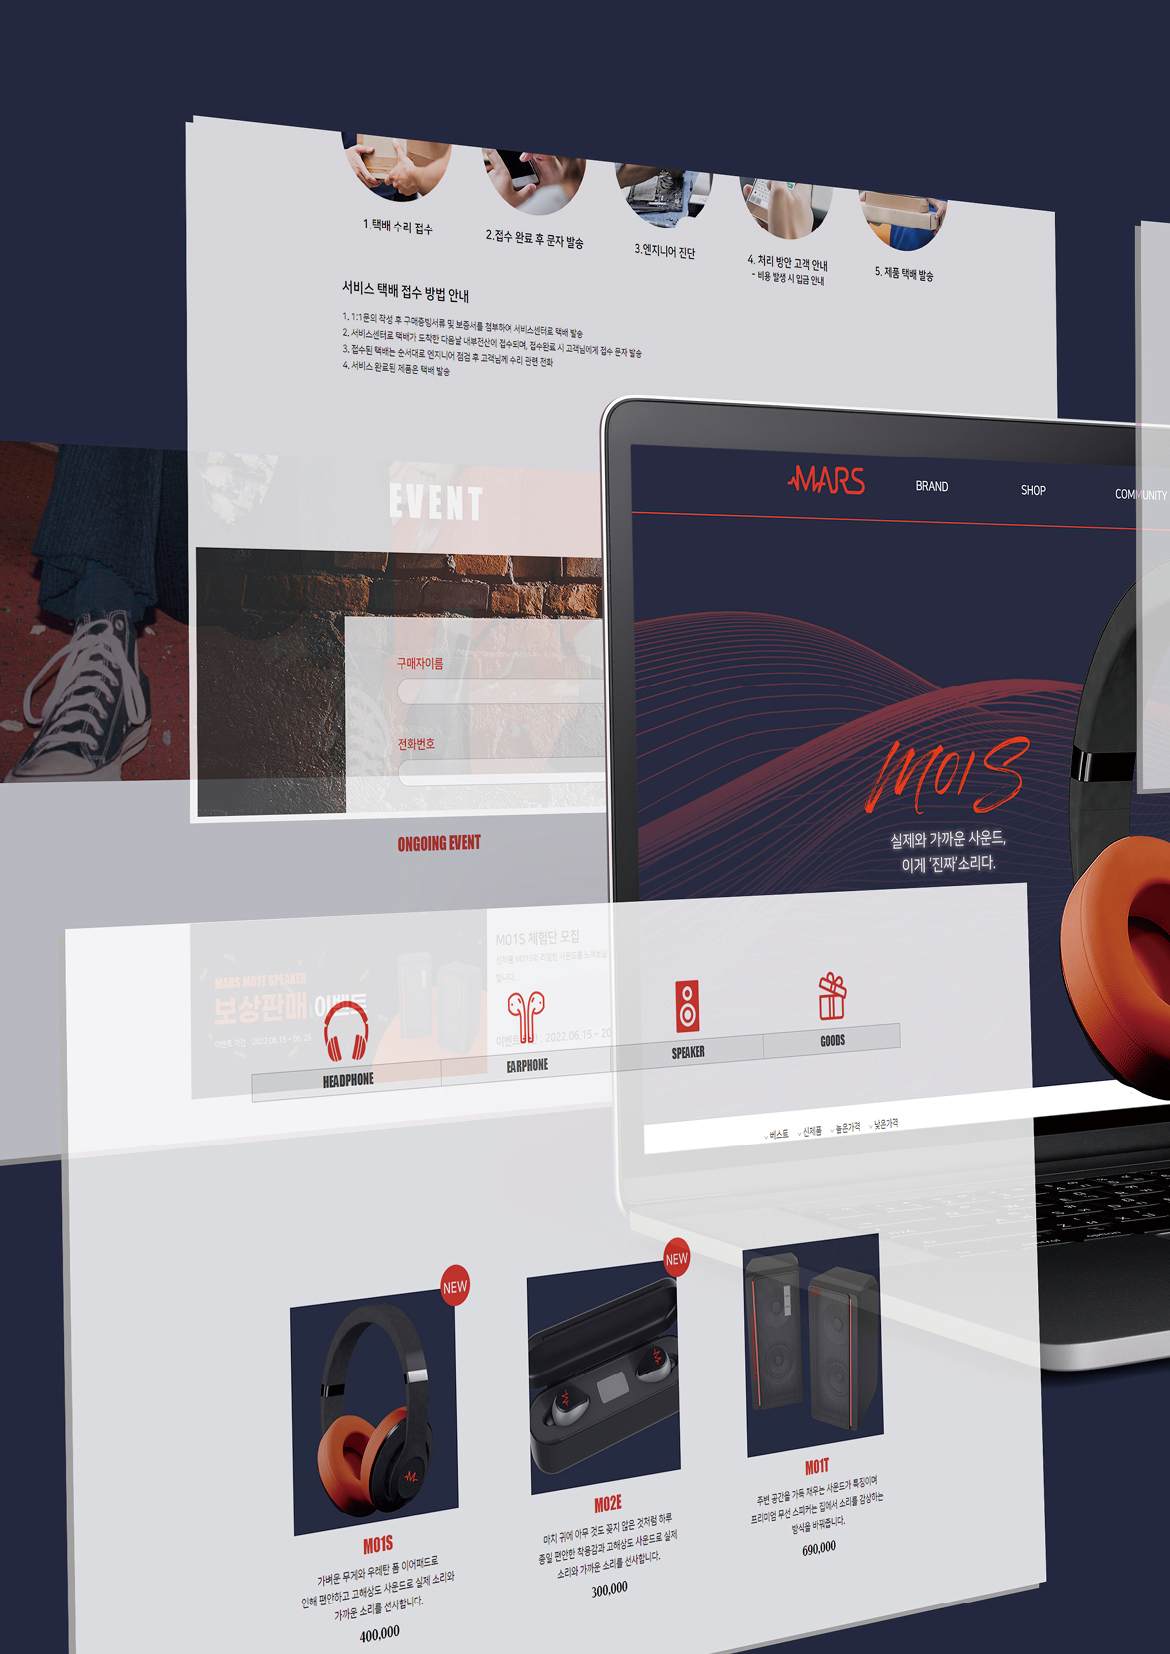 1.택배 수리 접수
2.접수 완료 후 문자 발송
3.엔지니어 진단
4. 처리 방안 고객 안내
- 비용 발생 시 입금 안내
5. 제품 택배 발송
서비스 택배 접수 방법 안내
1. 1:1문의 작성 후 구매증빙서류 및 보증서를 첨부하여 서비스센터로 택배 발송
2. 서비스센터로 택배가 도착한 다음날 내부전산에 접수되며, 접수완료 시 고객님에게 접수 문자 발송
3. 접수된 택배는 순서대로 엔지니어 점검 후 고객님께 수리 관련 전화
4. 서비스 완료된 제품은 택배 발송
EVENT
구매자이름
전화번호
ONGOING EVENT
MARS
BRAND
SHOP
COMMUNITY
M01S
실제와 가까운 사운드,
이게 '진짜'소리다.
MARS M01T SPEAKER
보상판매 이벤트
이벤트 기간 : 2022.06.15 ~ 06.25
M01S 체험단 모집
신제품 M01S의 리얼한 사운드를 느껴보실
합니다.
: 2022.06.15 ~ 20
HEADPHONE
EARPHONE
SPEAKER
GOODS
베스트 신제품 높은가격 낮은가격
NEW
M01S
가벼운 무게와 우레탄 폼 이어패드로
인해 편안하고 고해상도 사운드로 실제 소리와
가까운 소리를 선사합니다.
400,000
NEW
M02E
마치 귀에 아무 것도 꽂지 않은 것처럼 하루
종일 편안한 착용감과 고해상도 사운드로 실제
소리와 가까운 소리를 선사합니다.
300,000
M01T
주변 공간을 가득 채우는 사운드가 특징이며
프리미엄 무선 스피커는 집에서 소리를 감상하는
방식을 바꿔줍니다.
690,000